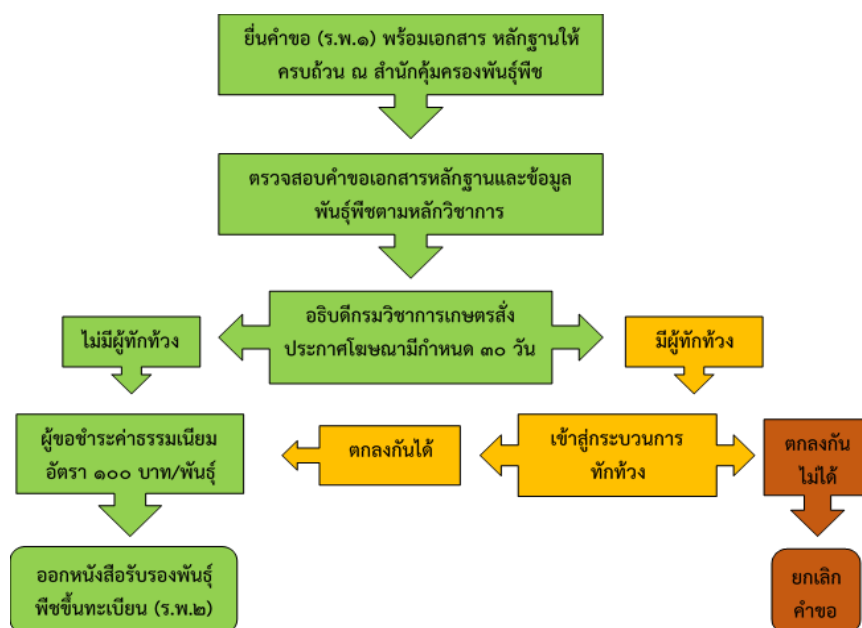 ยื่นคำขอ (ร.พ.๑) พร้อมเอกสาร หลักฐานให้
ครบถ้วน ณ สำนักคุ้มครองพันธุ์พืช
ตรวจสอบคำขอเอกสารหลักฐานและข้อมูล
พันธุ์พืชตามหลักวิชาการ
อธิบดีกรมวิชาการเกษตรสั่ง
ประกาศโฆษณามีกำหนด ๓๐ วัน
ไม่มีผู้ทักท้วง
มีผู้ทักท้วง
ผู้ขอชำระค่าธรรมเนียม
อัตรา ๑๐๐ บาท/พันธุ์
ตกลงกันได้
เข้าสู่กระบวนการ
ทักท้วง
ตกลงกัน
ไม่ได้
ออกหนังสือรับรองพันธุ์
พืชขึ้นทะเบียน (ร.พ.๒)
ยกเลิก
คำขอ